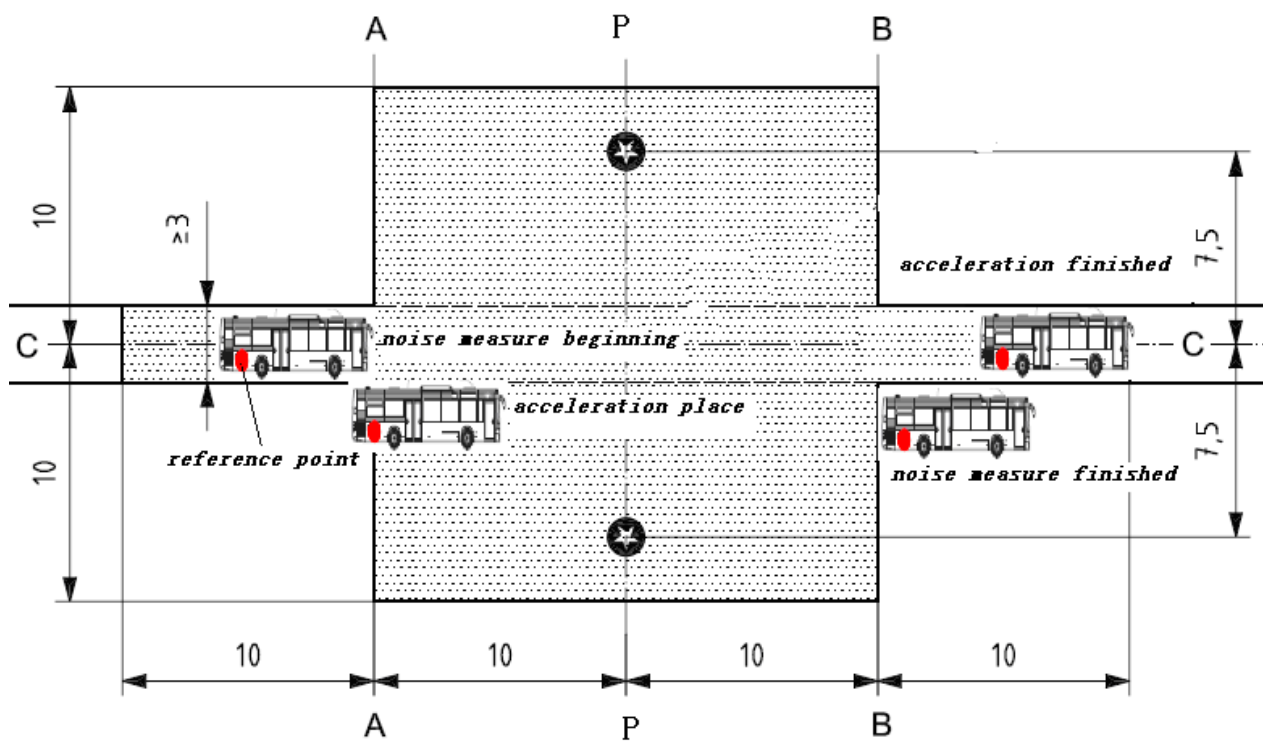 A
P
B
10
≥3
7,5
acceleration finished
C
noise measure beginning
C
acceleration place
reference point
noise measure finished
10
7,5
10
10
10
10
A
P
B